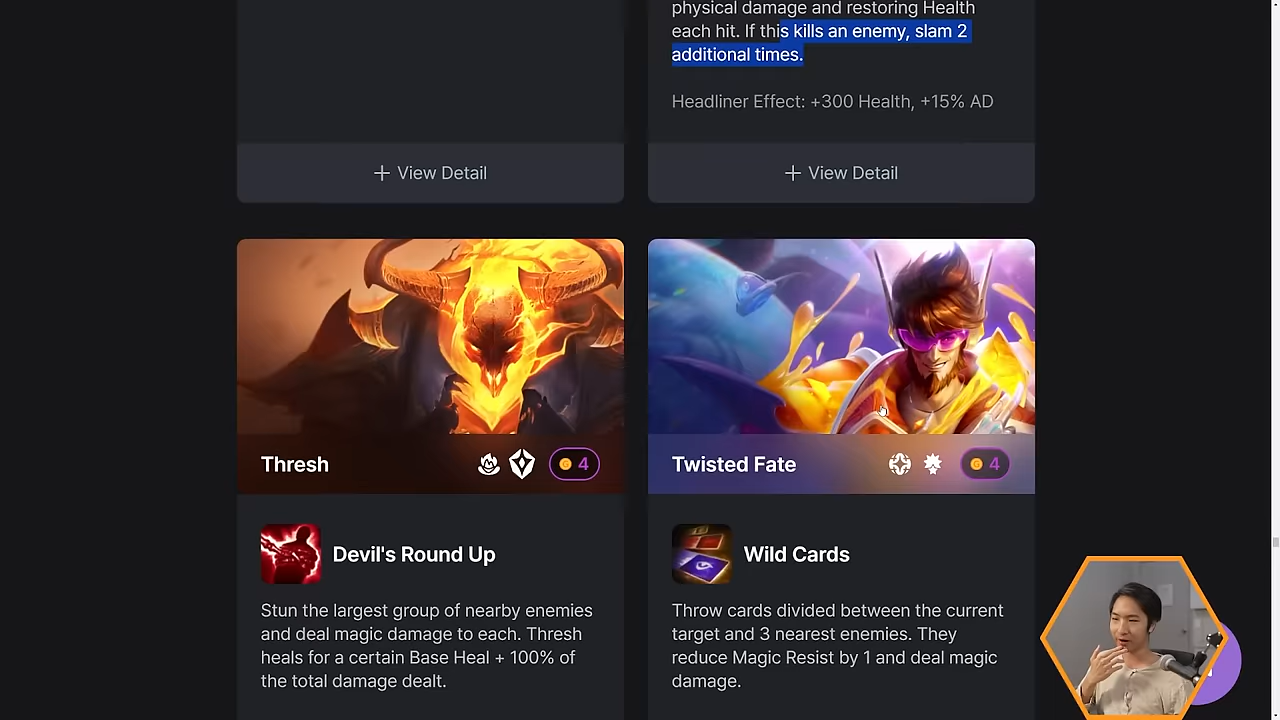 physical damage and restoring Health
each hit. If this kills an enemy, slam 2
additional times.
Headliner Effect: +300 Health, +15% AD
+ View Detail
+ View Detail
Thresh
4
Twisted Fate
4
Devil's Round Up
Stun the largest group of nearby enemies
and deal magic damage to each. Thresh
heals for a certain Base Heal + 100% of
the total damage dealt.
Wild Cards
Throw cards divided between the current
target and 3 nearest enemies. They
reduce Magic Resist by 1 and deal magic
damage.